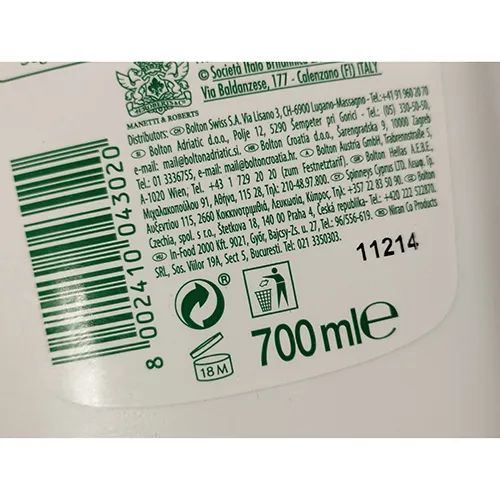 © Società Italo Britannica
Via Baldanzese, 177 - Calenzano (FI) ITALY
MANETTI & ROBERTS
Distributors: CH Bolton Swiss S.A. Via Lisano 3, CH-6900 Lugano-Massagno - Tel.: +41 91 960 20 70
Bolton Adriatic d.o.o., Polje 12, 5290 Šempeter pri Gorici - Tel.: (05) 330-50-50,
e-mail: mail@boltonadriatic.si. Bolton Croatia d.o.o., Šarengradska 9, 10000 Zagreb
Tel.: 01 3336755, e-mail: mail@boltoncroatia.hr. Bolton Austria GmbH, Trabrennstraße
A-1020 Wien, Tel. +43 1 729 20 20 (zum Festnetztarif). Bolton Hellas A.E.B.E.,
Μιχαλακοπούλου 91, Αθήνα, 115 28, Τηλ: 210-48.97.800. Spinneys Cyprus LTD. Λεωφ. Γρ.
Αυξεντίου 115, 2660 Κοκκινοτριμιθιά, Λευκωσία, Κύπρος, Τηλ: +357 22 83 50 90.
Czechia, spol. s r.o., Štetkova 18, 140 00 Praha 4, Česká republika - Tel.: +420 222 522870.
In-Food 2000 Kft. 9021, Győr, Bajcsy-Zs. u. 27. Tel.: 96/556-619. Niran Co Products
SRL, Sos. Viilor 19A, Sect 5, Bucuresti. Tel: 021 3350303.
11214
8 002410 043020
®
18 M
700 ml e